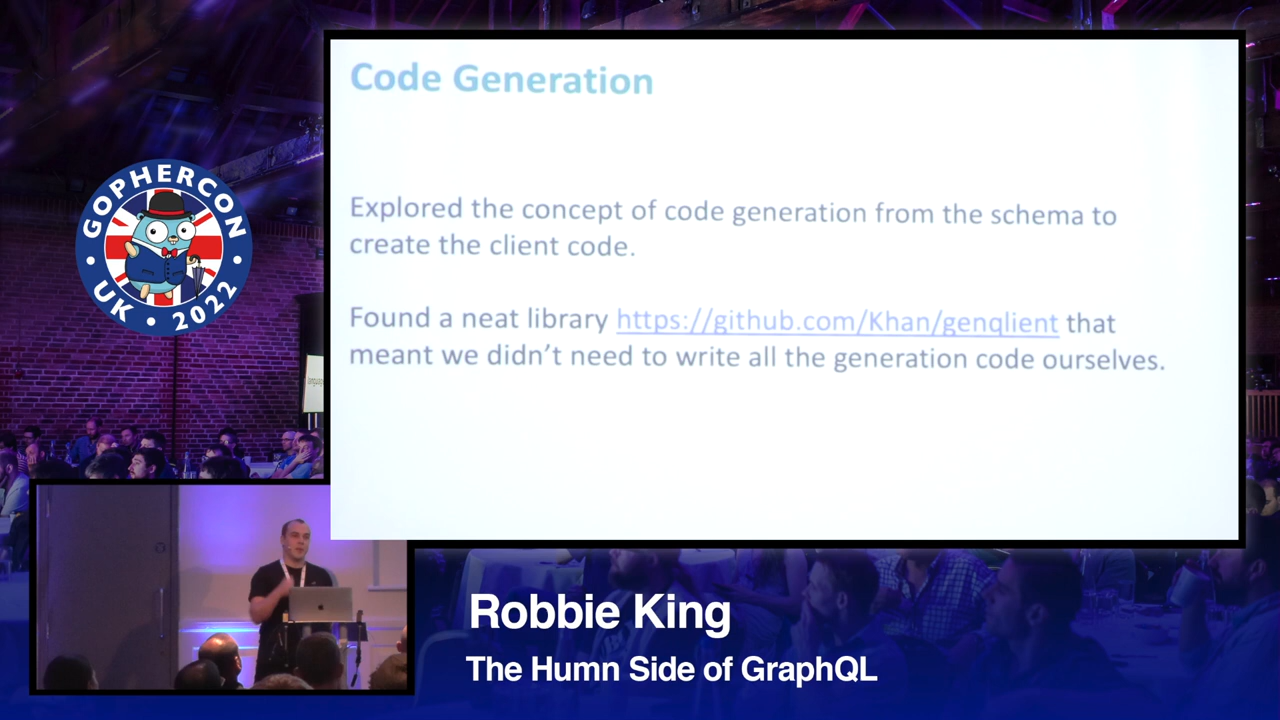 Code Generation
Explored the concept of code generation from the schema to
create the client code.
Found a neat library https://github.com/Khan/genqlient that
meant we didn't need to write all the generation code ourselves.
GOPHERCON
UK • 2022
Robbie King
The Humn Side of GraphQL